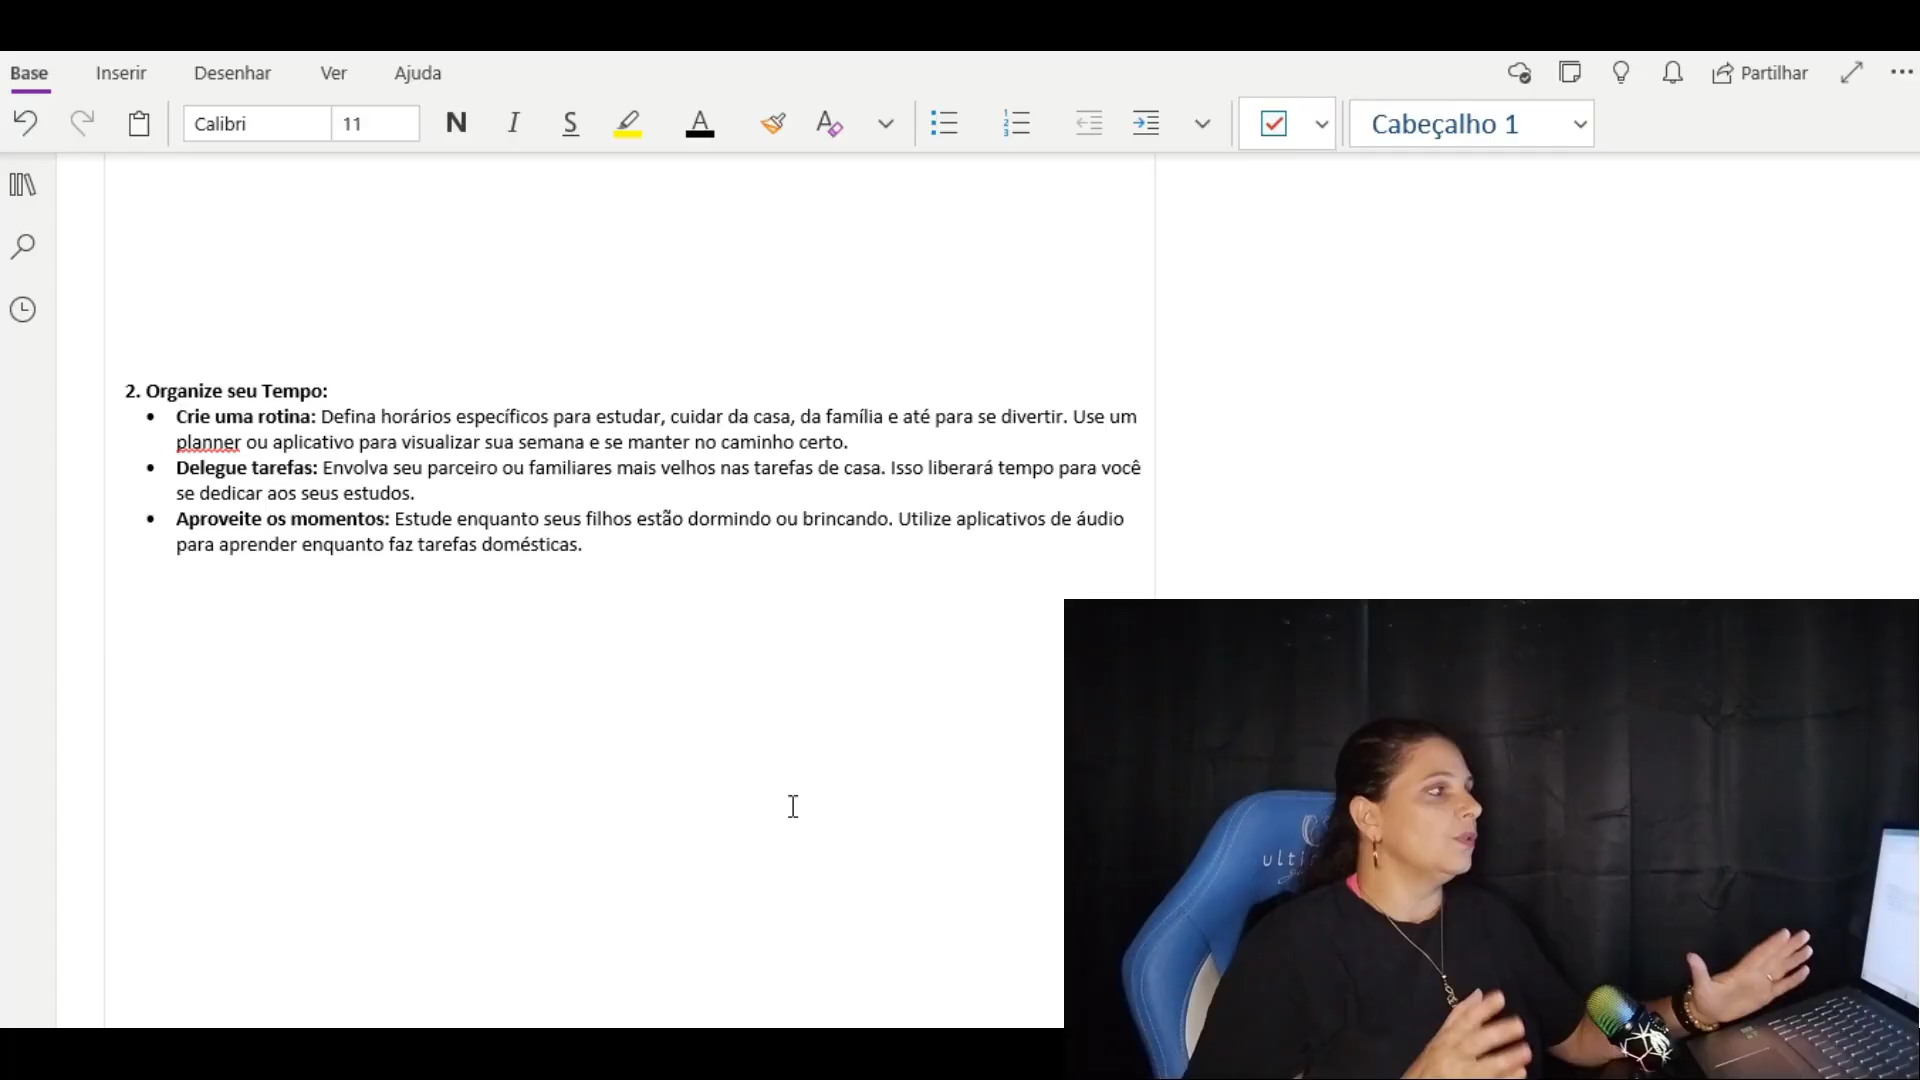 Base Inserir Desenhar Ver Ajuda Partilhar
Calibri 11 N I S A A Cabeçalho 1
2. Organize seu Tempo:
• Crie uma rotina: Defina horários específicos para estudar, cuidar da casa, da família e até para se divertir. Use um
planner ou aplicativo para visualizar sua semana e se manter no caminho certo.
• Delegue tarefas: Envolva seu parceiro ou familiares mais velhos nas tarefas de casa. Isso liberará tempo para você
se dedicar aos seus estudos.
• Aproveite os momentos: Estude enquanto seus filhos estão dormindo ou brincando. Utilize aplicativos de áudio
para aprender enquanto faz tarefas domésticas.